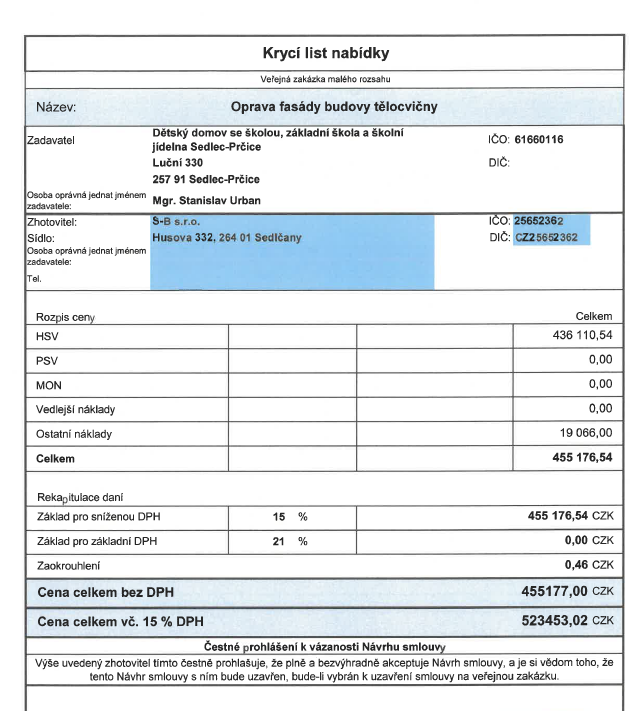 Krycí list nabídky
Veřejná zakázka malého rozsahu
Název: Oprava fasády budovy tělocvičny
Zadavatel Dětský domov se školou, základní škola a školní IČO: 61660116
jídelna Sedlec-Prčice
Luční 330 DIČ:
257 91 Sedlec-Prčice
Osoba oprávná jednat jménem
zadavatele: Mgr. Stanislav Urban
Zhotovitel: S-B s.r.o. IČO: 25652362
Sídlo: Husova 332, 264 01 Sedlčany DIČ: CZ25652362
Osoba oprávná jednat jménem
zadavatele:
Tel.
Rozpis ceny Celkem
HSV 436 110,54
PSV 0,00
MON 0,00
Vedlejší náklady 0,00
Ostatní náklady 19 066,00
Celkem 455 176,54
Rekapitulace daní
Základ pro sníženou DPH 15 % 455 176,54 CZK
Základ pro základní DPH 21 % 0,00 CZK
Zaokrouhlení 0,46 CZK
Cena celkem bez DPH 455177,00 CZK
Cena celkem vč. 15 % DPH 523453,02 CZK
Čestné prohlášení k vázanosti Návrhu smlouvy
Výše uvedený zhotovitel tímto čestně prohlašuje, že plně a bezvýhradně akceptuje Návrh smlouvy, a je si vědom toho, že
tento Návhr smlouvy s ním bude uzavřen, bude-li vybrán k uzavření smlouvy na veřejnou zakázku.